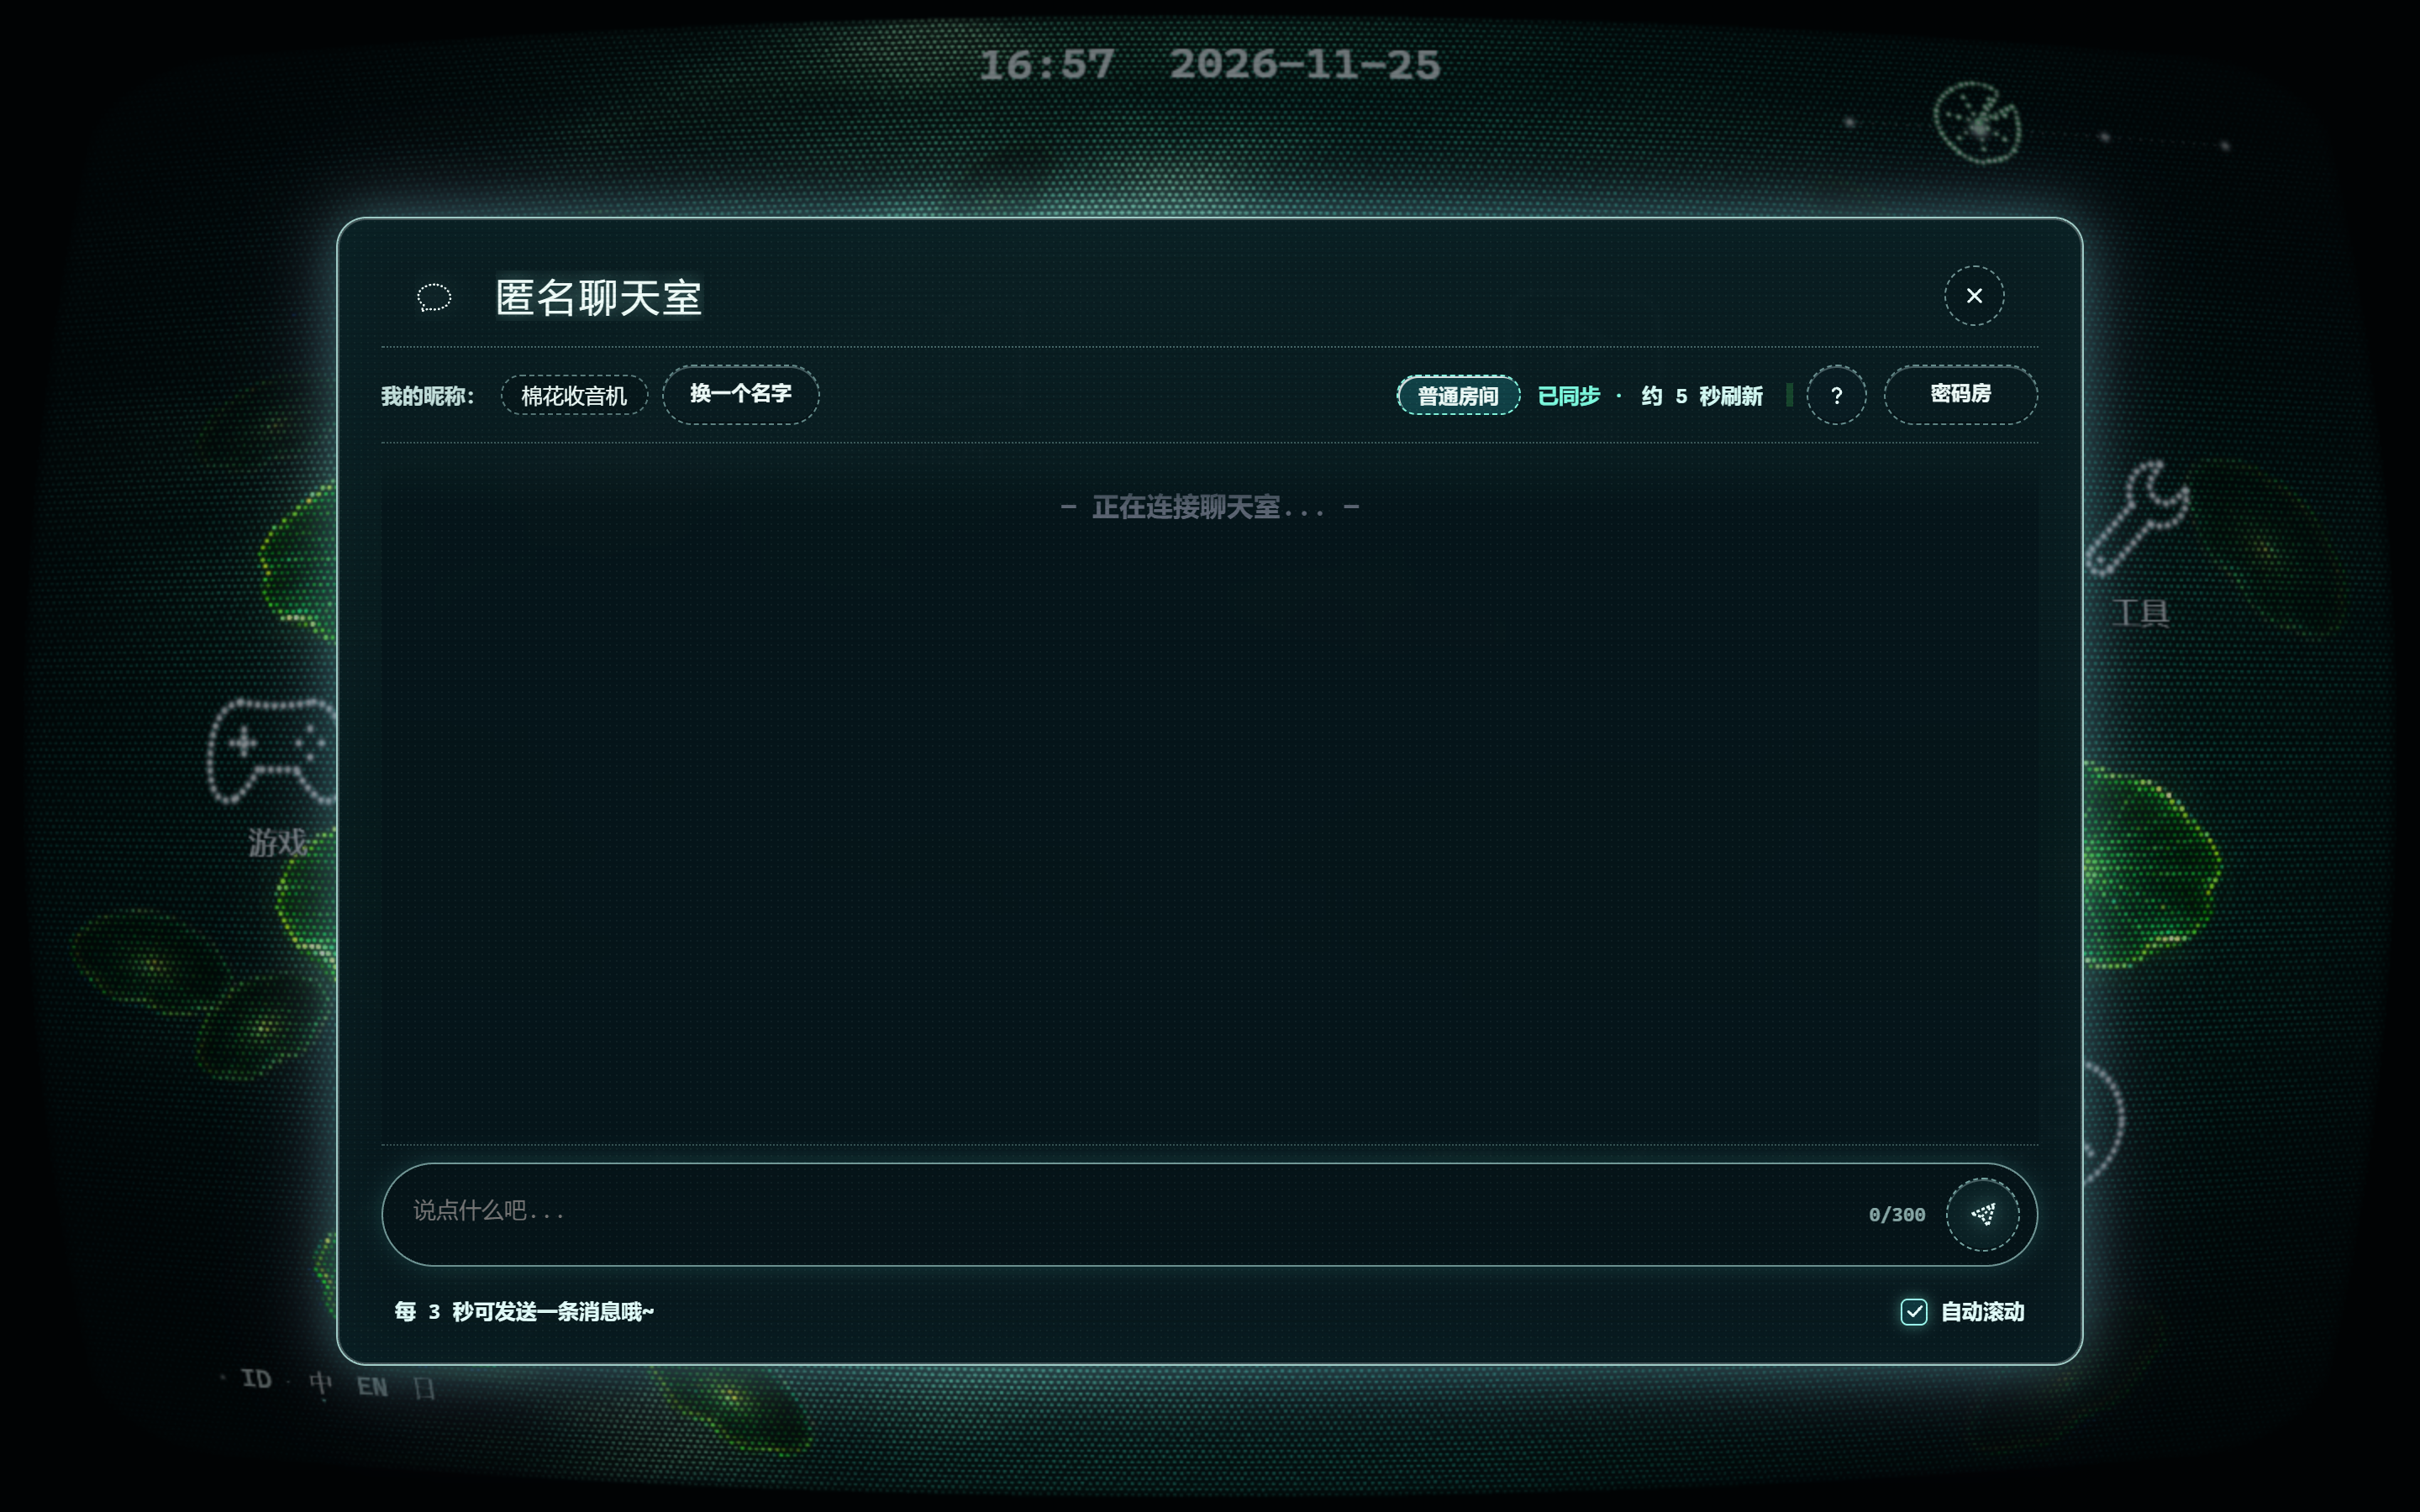 16:57 2026-11-25
匿名聊天室
我的昵称: 棉花收音机 换一个名字 普通房间 已同步 · 约 5 秒刷新 ? 密码房
— 正在连接聊天室... —
工具
游戏
说点什么吧... 0/300
每 3 秒可发送一条消息哦~ 自动滚动
· ID · 中 EN 日